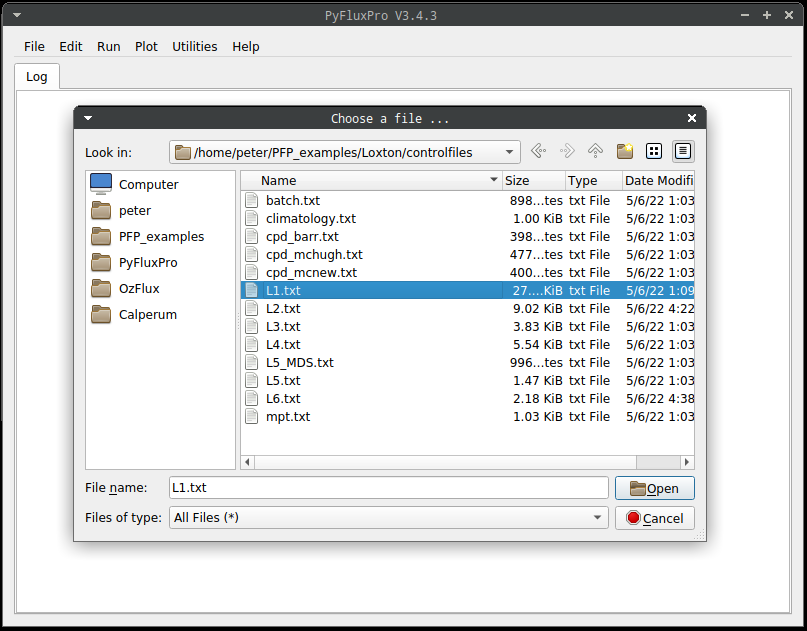 PyFluxPro V3.4.3
File Edit Run Plot Utilities Help
Log
Choose a file ...
Look in: /home/peter/PFP_examples/Loxton/controlfiles
Computer
peter
PFP_examples
PyFluxPro
OzFlux
Calperum
Name Size Type Date Modifi
batch.txt 898...tes txt File 5/6/22 1:03
climatology.txt 1.00 KiB txt File 5/6/22 1:03
cpd_barr.txt 398...tes txt File 5/6/22 1:03
cpd_mchugh.txt 477...tes txt File 5/6/22 1:03
cpd_mcnew.txt 400...tes txt File 5/6/22 1:03
L1.txt 27....KiB txt File 5/6/22 1:09
L2.txt 9.02 KiB txt File 5/6/22 4:22
L3.txt 3.83 KiB txt File 5/6/22 1:03
L4.txt 5.54 KiB txt File 5/6/22 1:03
L5_MDS.txt 996...tes txt File 5/6/22 1:03
L5.txt 1.47 KiB txt File 5/6/22 1:03
L6.txt 2.18 KiB txt File 5/6/22 4:38
mpt.txt 1.03 KiB txt File 5/6/22 1:03
File name: L1.txt Open
Files of type: All Files (*) Cancel